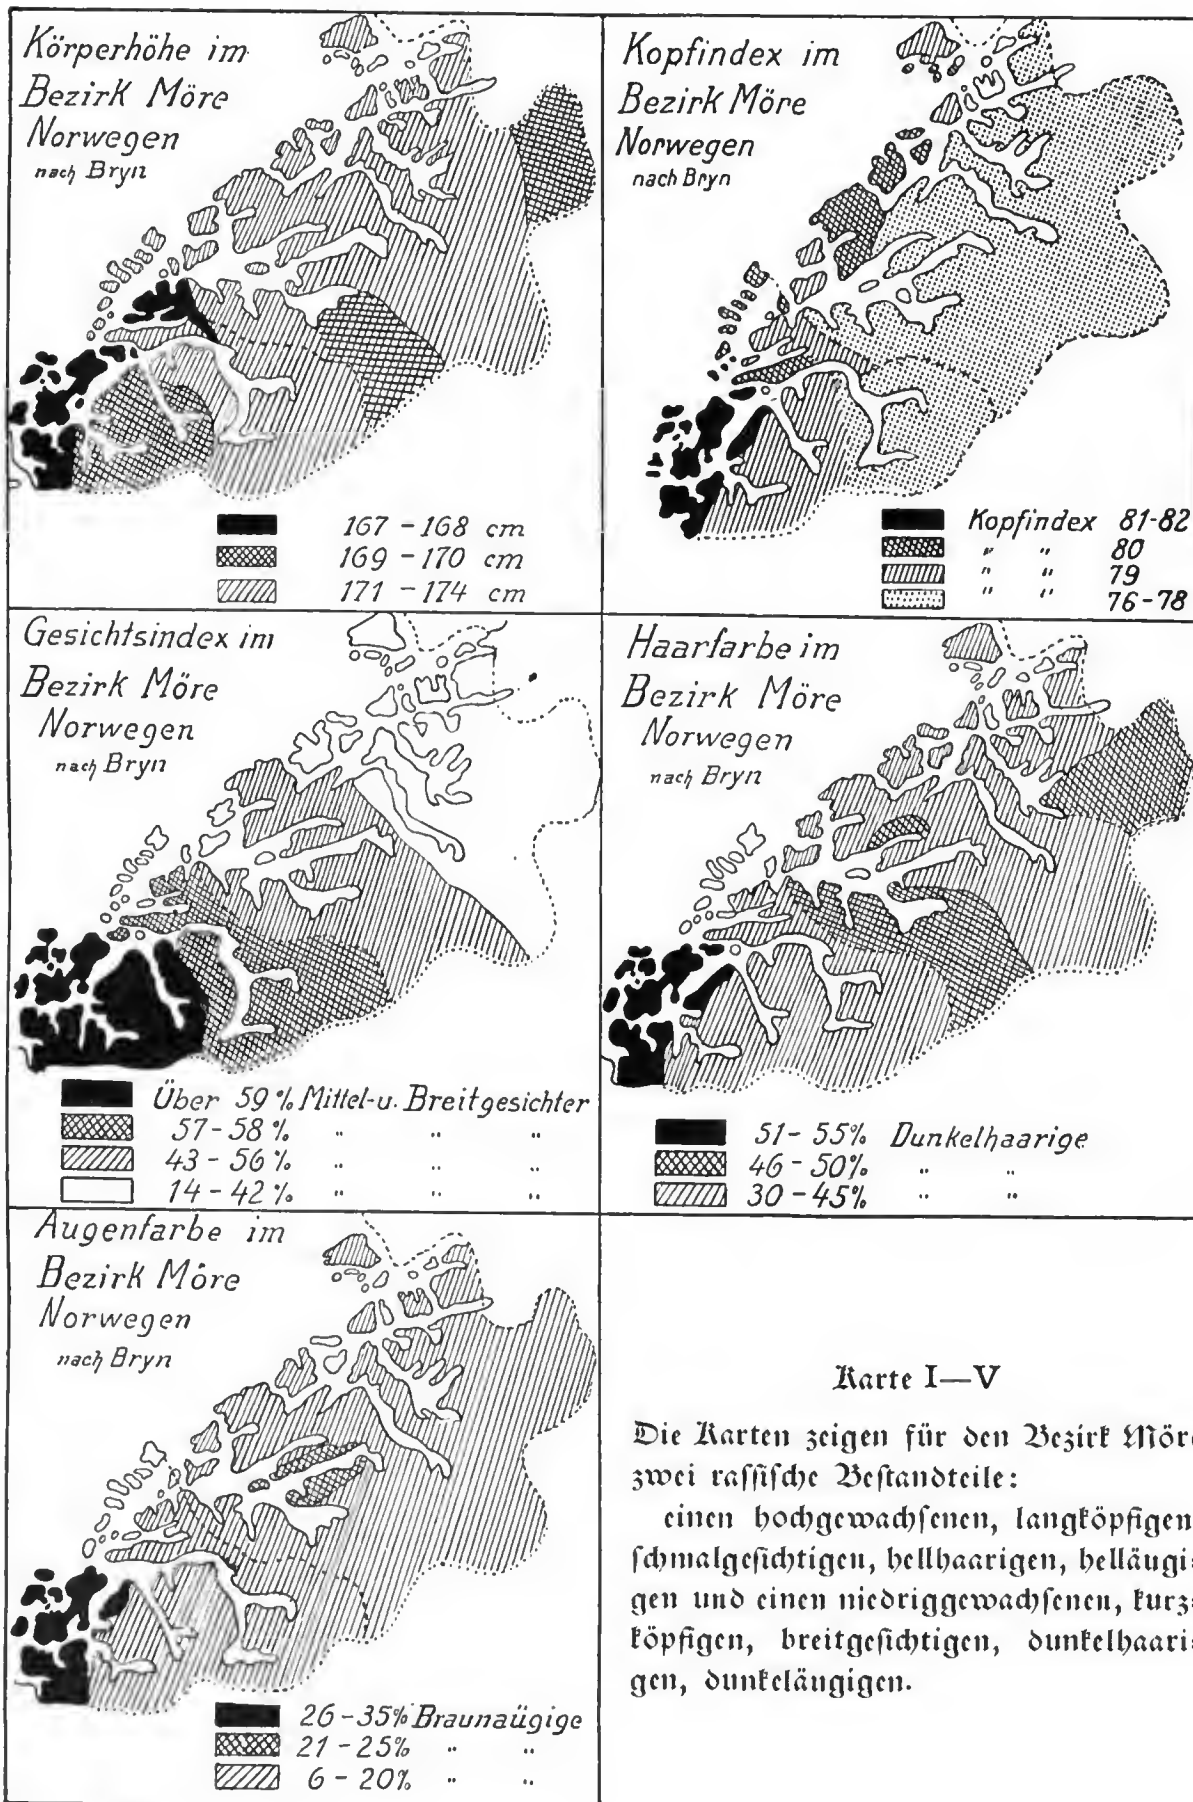 Körperhöhe im
Bezirk Möre
Norwegen
nach Bryn
167 - 168 cm
169 - 170 cm
171 - 174 cm
Kopfindex im
Bezirk Möre
Norwegen
nach Bryn
Kopfindex 81-82
" " 80
" " 79
" " 76-78
Gesichtsindex im
Bezirk Möre
Norwegen
nach Bryn
Über 59% Mittel-u. Breitgesichter
57-58% " " "
43-56% " " "
14-42% " " "
Haarfarbe im
Bezirk Möre
Norwegen
nach Bryn
51-55% Dunkelhaarige
46-50% " "
30-45% " "
Augenfarbe im
Bezirk Möre
Norwegen
nach Bryn
26-35% Braunaügige
21-25% " "
6-20% " "
Karte I—V
Die Karten zeigen für den Bezirk Möre
zwei rassische Bestandteile:
einen hochgewachsenen, langköpfigen,
schmalgesichtigen, hellhaarigen, helläugi-
gen und einen niedriggewachsenen, kurz-
köpfigen, breitgesichtigen, dunkelhaari-
gen, dunkeläugigen.